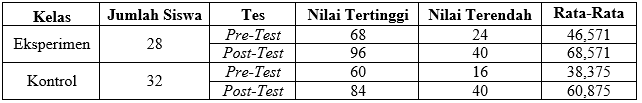 Kelas Jumlah Siswa Tes Nilai Tertinggi Nilai Terendah Rata-Rata
Eksperimen 28 Pre-Test 68 24 46,571
Post-Test 96 40 68,571
Kontrol 32 Pre-Test 60 16 38,375
Post-Test 84 40 60,875